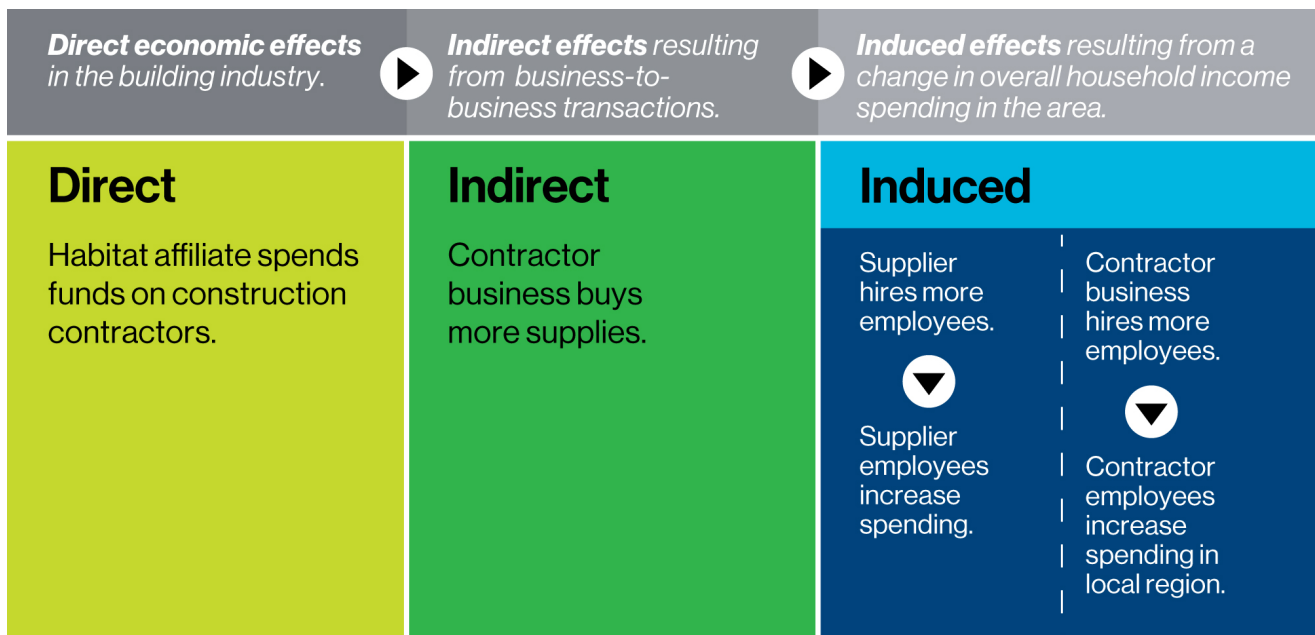 Direct economic effects
in the building industry.
Indirect effects resulting
from business-to-
business transactions.
Induced effects resulting from a
change in overall household income
spending in the area.
Direct
Habitat affiliate spends
funds on construction
contractors.
Indirect
Contractor
business buys
more supplies.
Induced
Supplier
hires more
employees.
Supplier
employees
increase
spending.
Contractor
business
hires more
employees.
Contractor
employees
increase
spending in
local region.